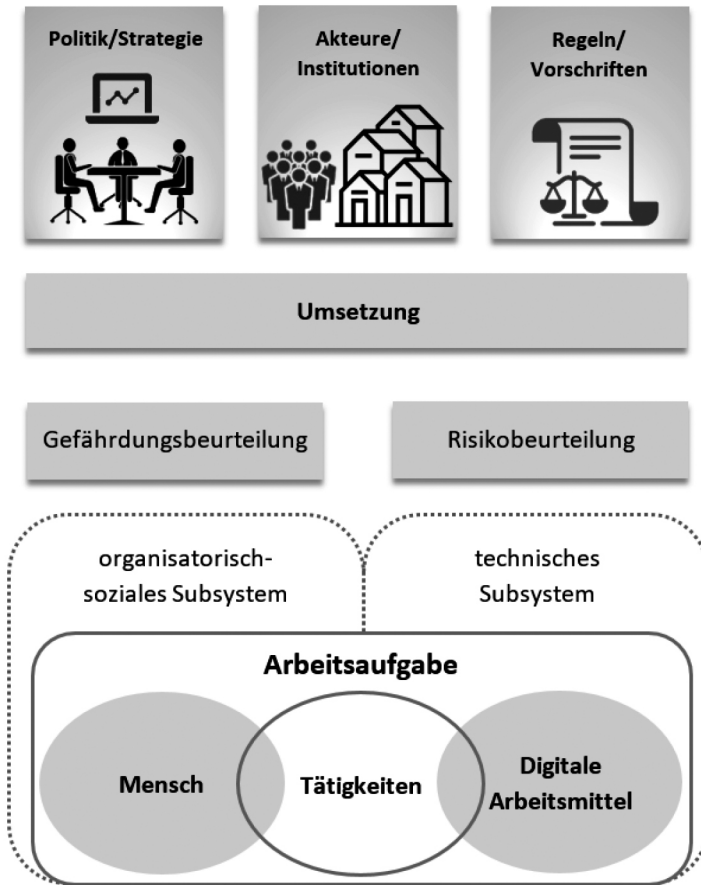 Politik/Strategie
Akteure/
Institutionen
Regeln/
Vorschriften
Umsetzung
Gefährdungsbeurteilung
Risikobeurteilung
organisatorisch-
soziales Subsystem
technisches
Subsystem
Arbeitsaufgabe
Mensch
Tätigkeiten
Digitale
Arbeitsmittel